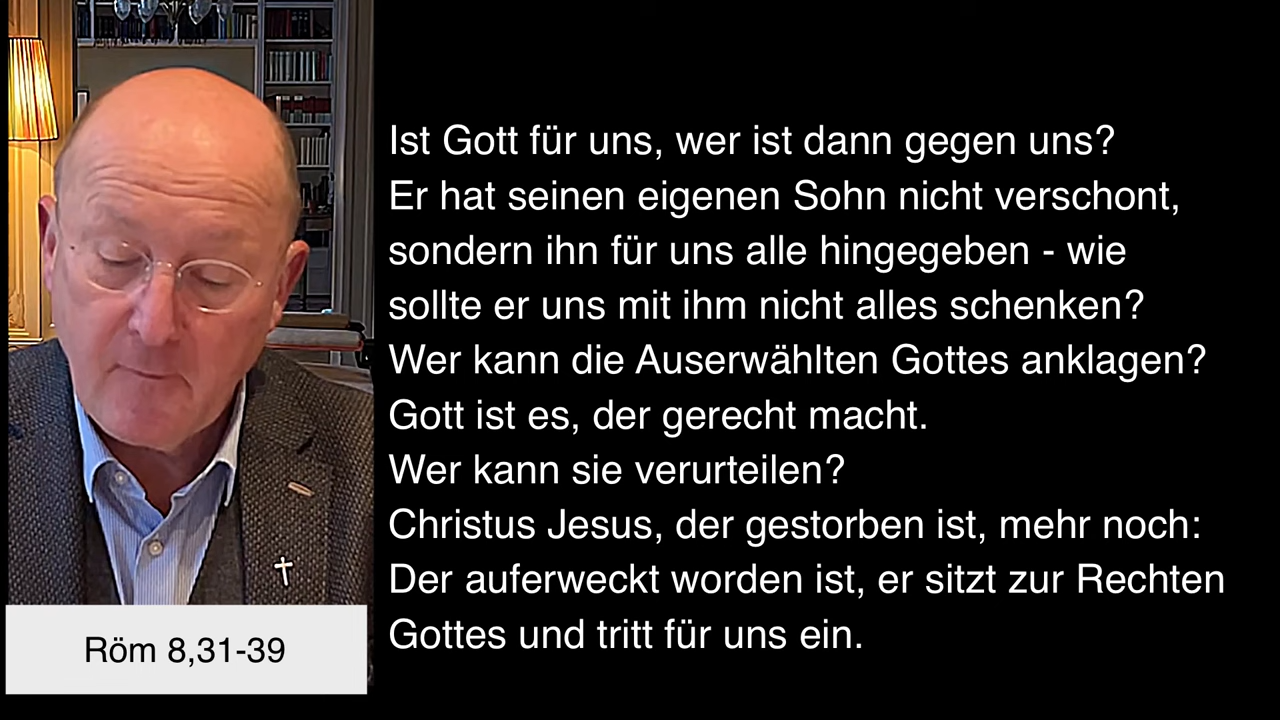 Ist Gott für uns, wer ist dann gegen uns?
Er hat seinen eigenen Sohn nicht verschont,
sondern ihn für uns alle hingegeben - wie
sollte er uns mit ihm nicht alles schenken?
Wer kann die Auserwählten Gottes anklagen?
Gott ist es, der gerecht macht.
Wer kann sie verurteilen?
Christus Jesus, der gestorben ist, mehr noch:
Der auferweckt worden ist, er sitzt zur Rechten
Gottes und tritt für uns ein.
Röm 8,31-39